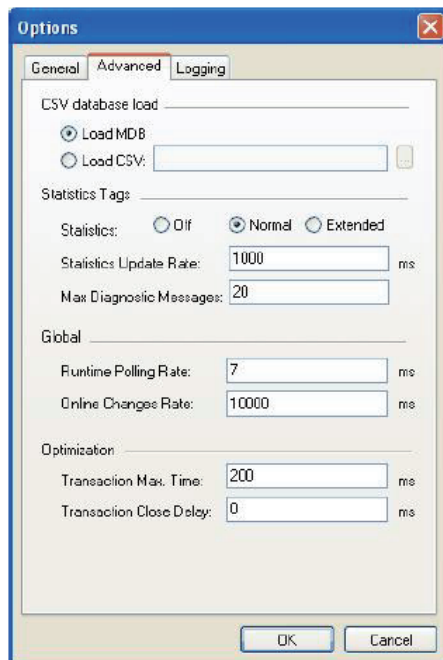 Options
General Advanced Logging
CSV database load
Load MDB
Load CSV: ...
Statistics Tags
Statistics: Off Normal Extended
Statistics Update Rate: 1000 ms
Max Diagnostic Messages: 20
Global
Runtime Polling Rate: 7 ms
Online Changes Rate: 10000 ms
Optimization
Transaction Max. Time: 200 ms
Transaction Close Delay: 0 ms
OK Cancel